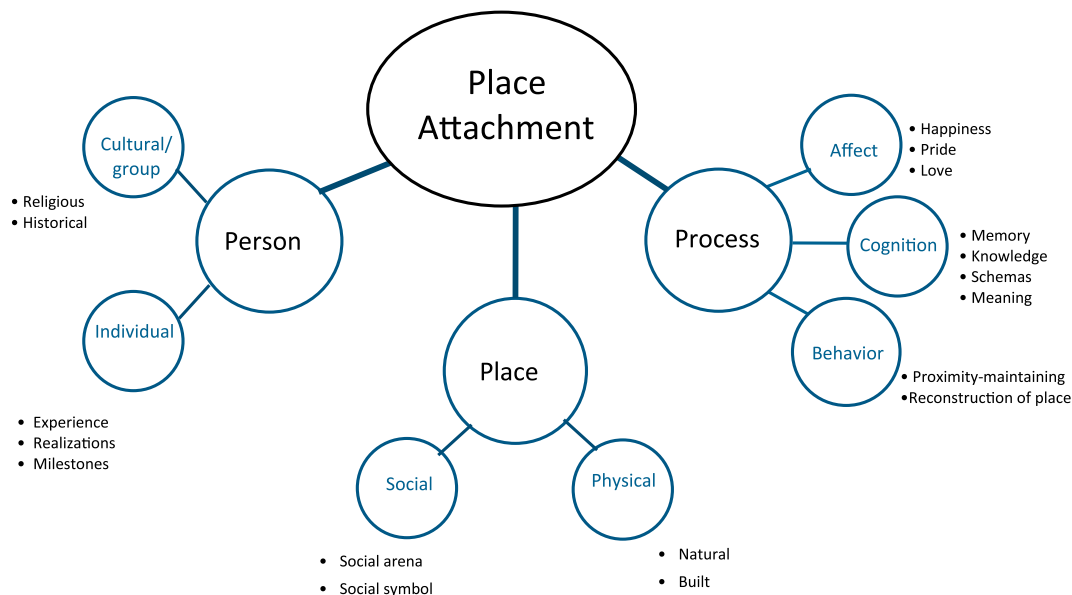 Place
Attachment
Cultural/
group
• Religious
• Historical
Person
Individual
• Experience
• Realizations
• Milestones
Place
Social
• Social arena
• Social symbol
Physical
• Natural
• Built
Process
Affect
• Happiness
• Pride
• Love
Cognition
• Memory
• Knowledge
• Schemas
• Meaning
Behavior
• Proximity-maintaining
•Reconstruction of place